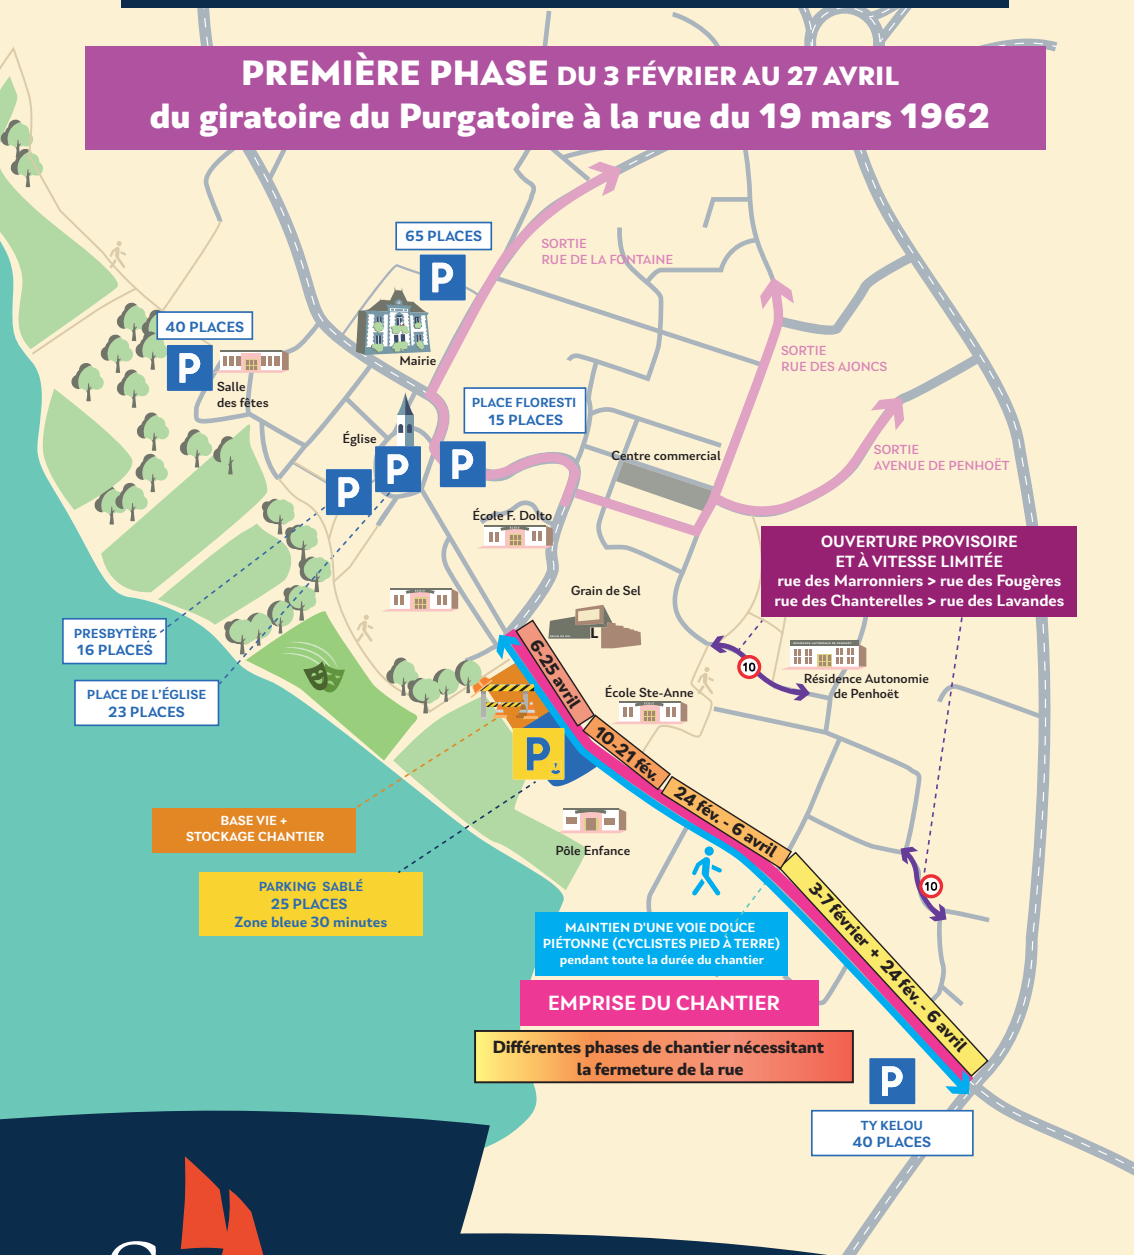 PREMIÈRE PHASE DU 3 FÉVRIER AU 27 AVRIL
du giratoire du Purgatoire à la rue du 19 mars 1962
65 PLACES
P
SORTIE
RUE DE LA FONTAINE
40 PLACES
P
Salle
des fêtes
Mairie
SORTIE
RUE DES AJONCS
PLACE FLORESTI
15 PLACES
Église
P
P
P
Centre commercial
SORTIE
AVENUE DE PENHOËT
École F. Dolto
OUVERTURE PROVISOIRE
ET À VITESSE LIMITÉE
rue des Marronniers > rue des Fougères
rue des Chanterelles > rue des Lavandes
Grain de Sel
L
PRESBYTÈRE
16 PLACES
PLACE DE L'ÉGLISE
23 PLACES
6-25 avril
10
RÉSIDENCE AUTONOMIE DE PENHOËT
Résidence Autonomie
de Penhoët
École Ste-Anne
10-21 fév.
P
24 fév. - 6 avril
BASE VIE +
STOCKAGE CHANTIER
Pôle Enfance
PARKING SABLÉ
25 PLACES
Zone bleue 30 minutes
10
3-7 février + 24 fév. - 6 avril
MAINTIEN D'UNE VOIE DOUCE
PIÉTONNE (CYCLISTES PIED À TERRE)
pendant toute la durée du chantier
EMPRISE DU CHANTIER
Différentes phases de chantier nécessitant
la fermeture de la rue
P
TY KELOU
40 PLACES